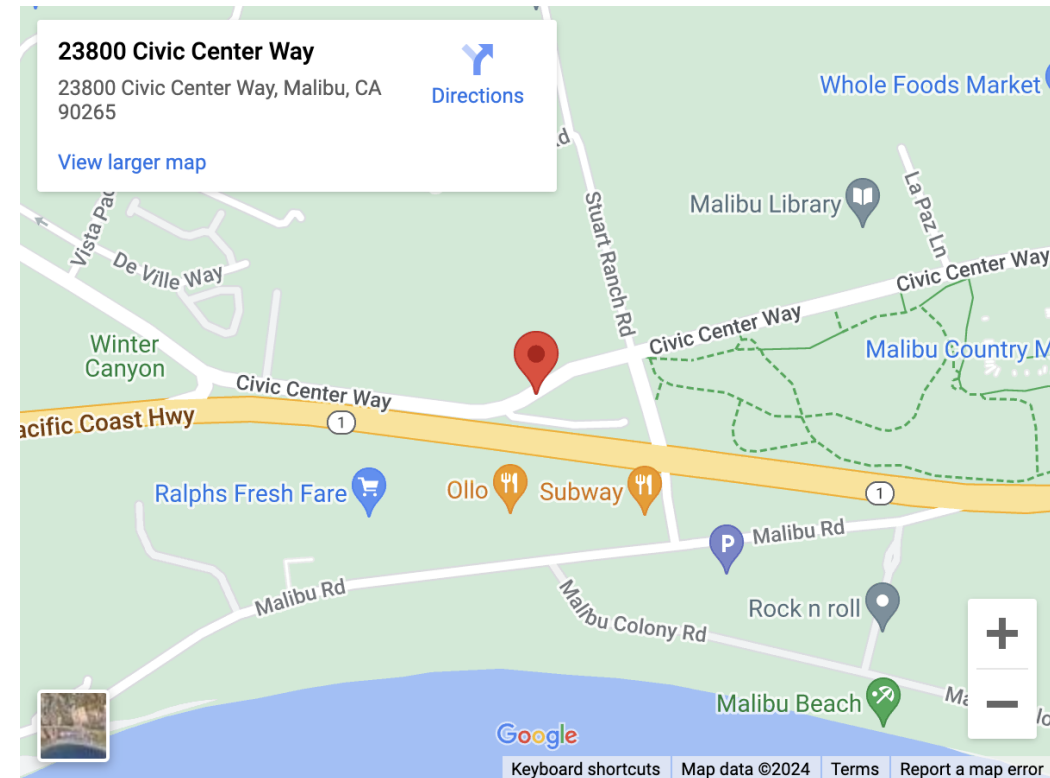 23800 Civic Center Way
23800 Civic Center Way, Malibu, CA
90265
Directions
View larger map
Whole Foods Market
Malibu Library
La Paz Ln
Stuart Ranch Rd
Vista Pac
De Ville Way
Civic Center Way
Civic Center Way
Winter
Canyon
Malibu Country M
Civic Center Way
acific Coast Hwy
1
Ralphs Fresh Fare
Ollo
Subway
1
P
Malibu Rd
Malibu Rd
Malibu Colony Rd
Rock n roll
Malibu Beach
Ma
Google
Keyboard shortcuts
Map data ©2024
Terms
Report a map error